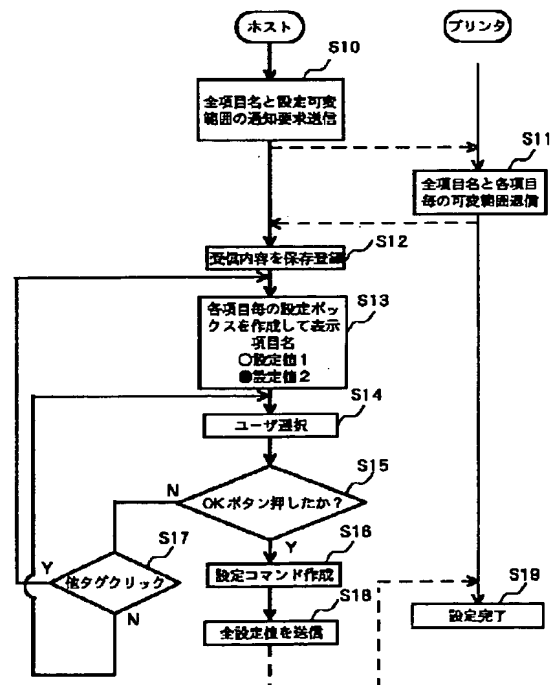 ホスト
プリンタ
S10
全項目名と設定可変
範囲の通知要求送信
S11
全項目名と各項目
毎の可変範囲返信
S12
受信内容を保存登録
S13
各項目毎の設定ボッ
クスを作成して表示
項目名
○設定値1
●設定値2
S14
ユーザ選択
S15
OKボタン押したか?
N
Y
S17
他タグクリック
Y
N
S16
設定コマンド作成
S18
全設定値を送信
S19
設定完了